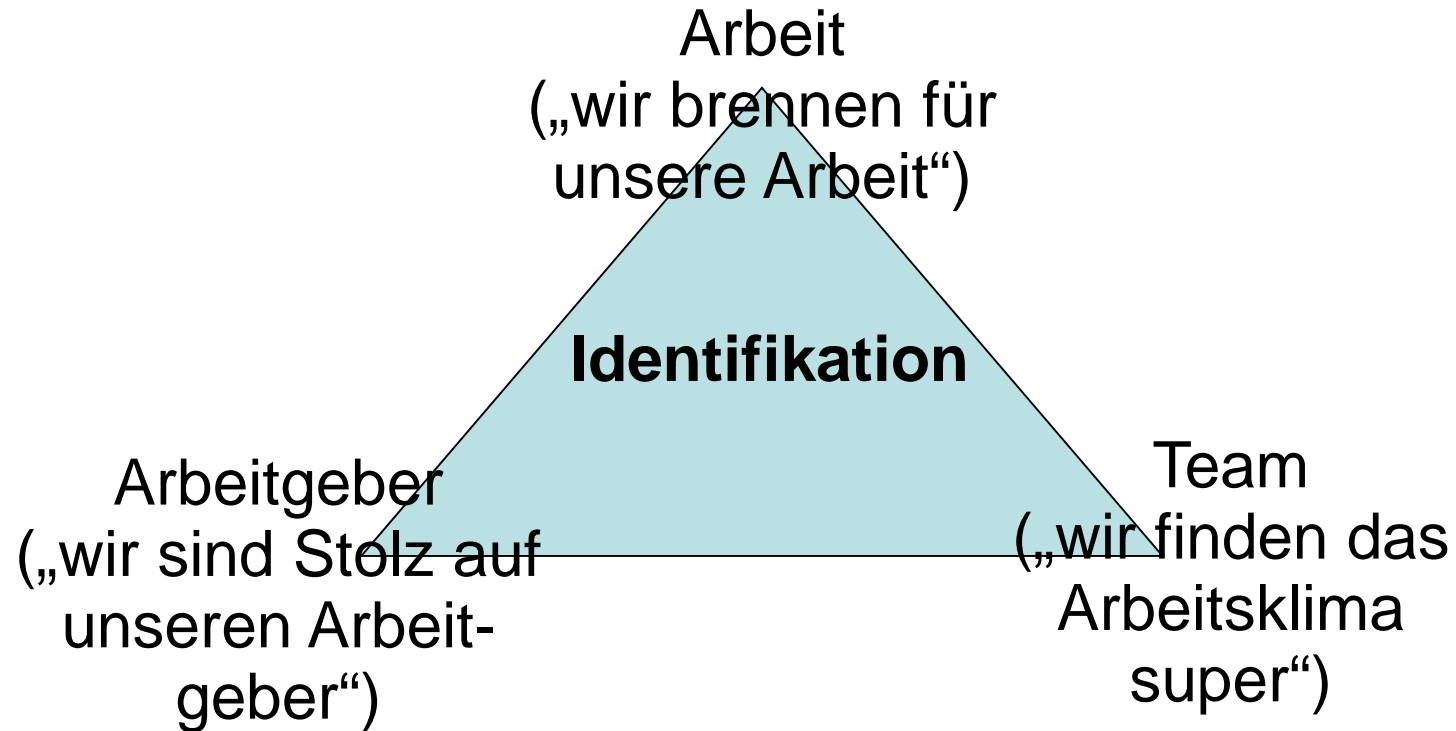 Arbeit
(„wir brennen für
unsere Arbeit“)
Identifikation
Arbeitgeber
(„wir sind Stolz auf
unseren Arbeit-
geber“)
Team
(„wir finden das
Arbeitsklima
super“)